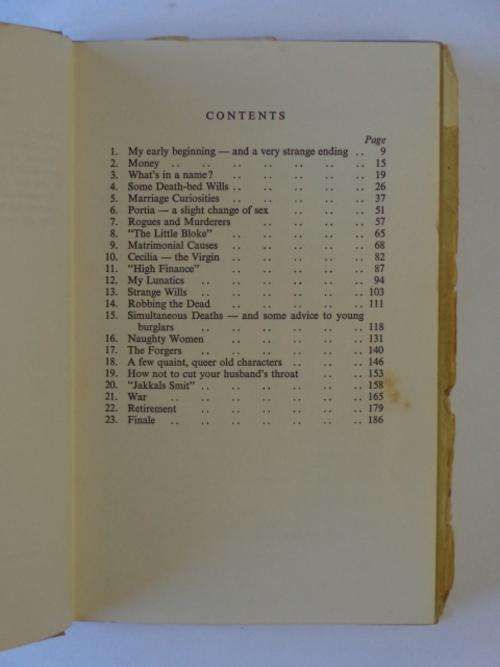 CONTENTS
Page
1. My early beginning — and a very strange ending .. 9
2. Money .. .. .. .. .. .. .. 15
3. What's in a name? .. .. .. .. .. 19
4. Some Death-bed Wills .. .. .. .. .. 26
5. Marriage Curiosities .. .. .. .. .. 37
6. Portia — a slight change of sex .. .. .. 51
7. Rogues and Murderers .. .. .. .. 57
8. "The Little Bloke" .. .. .. .. .. 65
9. Matrimonial Causes .. .. .. .. .. 68
10. Cecilia — the Virgin .. .. .. .. .. 82
11. "High Finance" .. .. .. .. .. 87
12. My Lunatics .. .. .. .. .. .. 94
13. Strange Wills .. .. .. .. .. .. 103
14. Robbing the Dead .. .. .. .. .. 111
15. Simultaneous Deaths — and some advice to young
burglars .. .. .. .. .. .. 118
16. Naughty Women .. .. .. .. .. 131
17. The Forgers .. .. .. .. .. .. 140
18. A few quaint, queer old characters .. .. .. 146
19. How not to cut your husband's throat .. .. 153
20. "Jakkals Smit" .. .. .. .. .. .. 158
21. War .. .. .. .. .. .. .. 165
22. Retirement .. .. .. .. .. .. 179
23. Finale .. .. .. .. .. .. .. 186